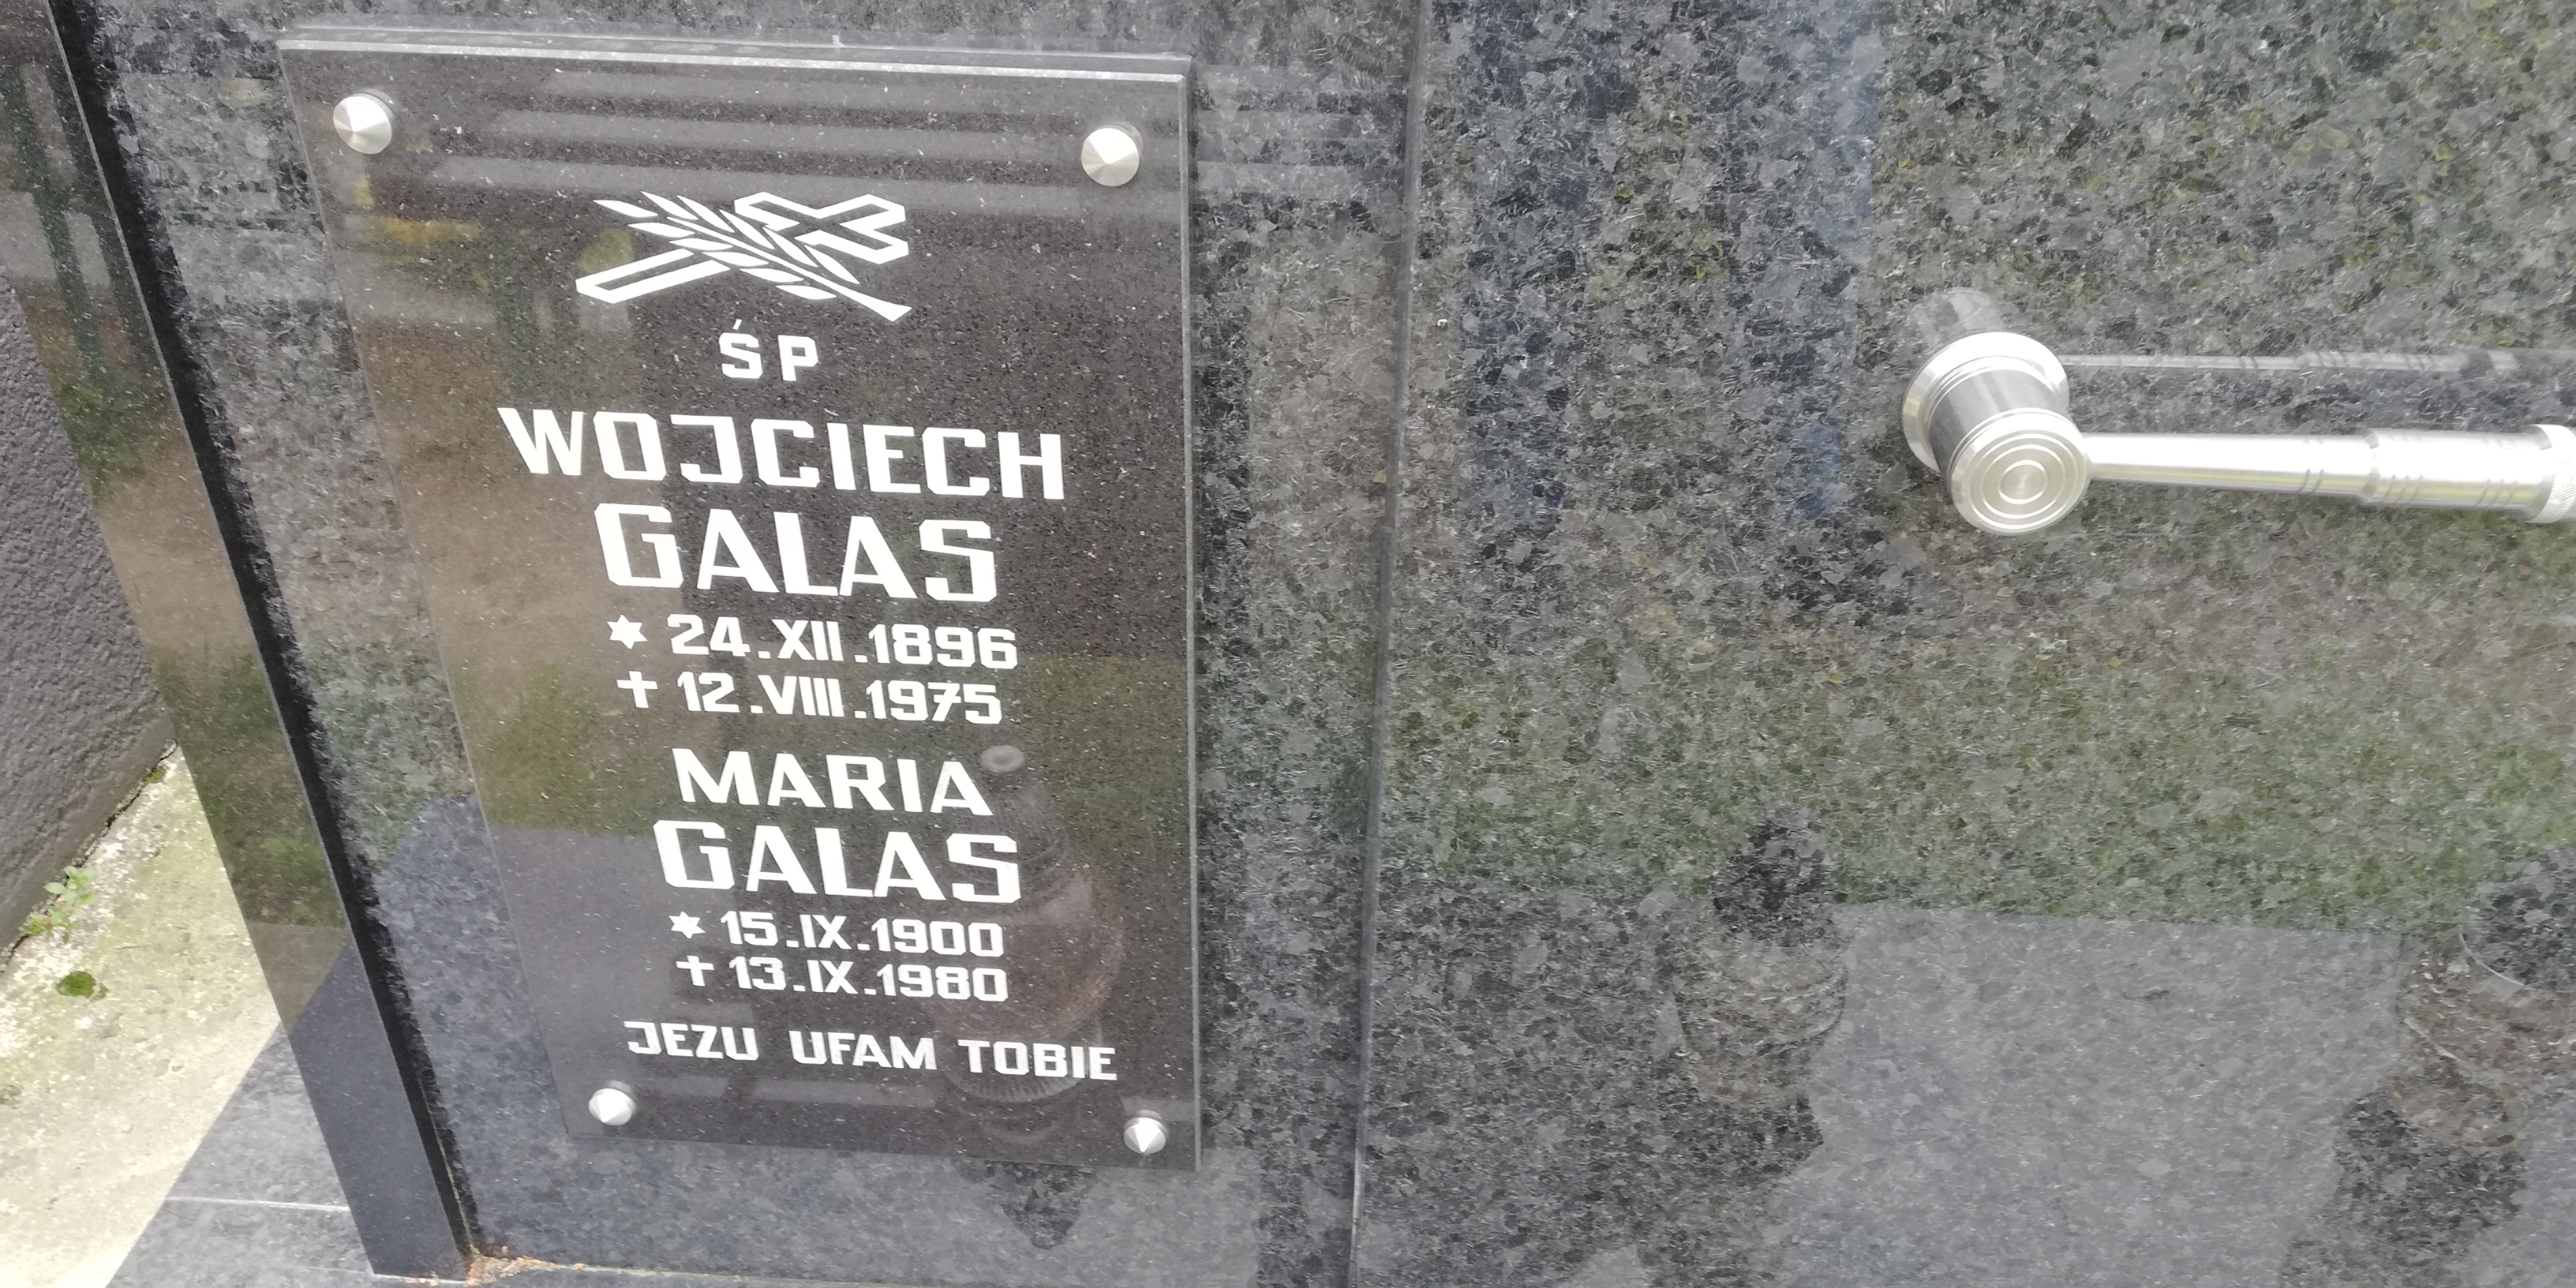 ŚP
WOJCIECH
GALAS
✶ 24.XII.1896
✝ 12.VIII.1975
MARIA
GALAS
✶ 15.IX.1900
✝ 13.IX.1980
JEZU UFAM TOBIE